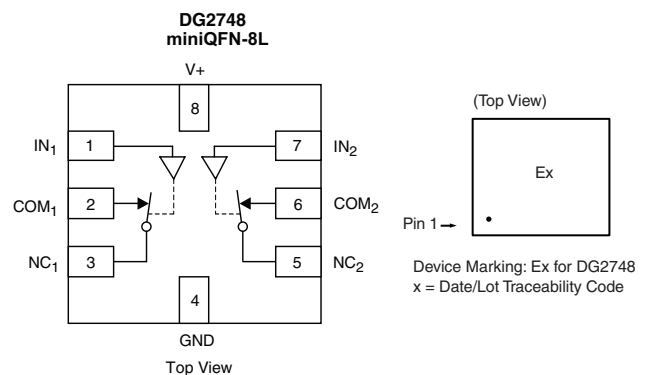 DG2748
miniQFN-8L
V+
8
IN1 1 7 IN2
COM1 2 6 COM2
NC1 3 5 NC2
4
GND
Top View
(Top View)
Ex
Pin 1
Device Marking: Ex for DG2748
x = Date/Lot Traceability Code